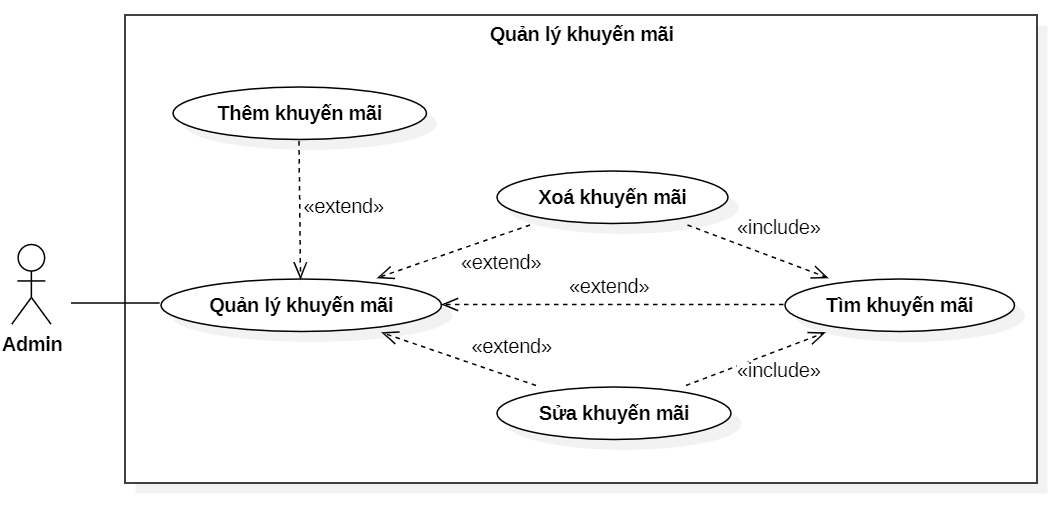 Quản lý khuyến mãi
Thêm khuyến mãi
Xoá khuyến mãi
«extend»
«include»
«extend»
«extend»
Quản lý khuyến mãi
Tìm khuyến mãi
Admin
«extend»
«include»
Sửa khuyến mãi